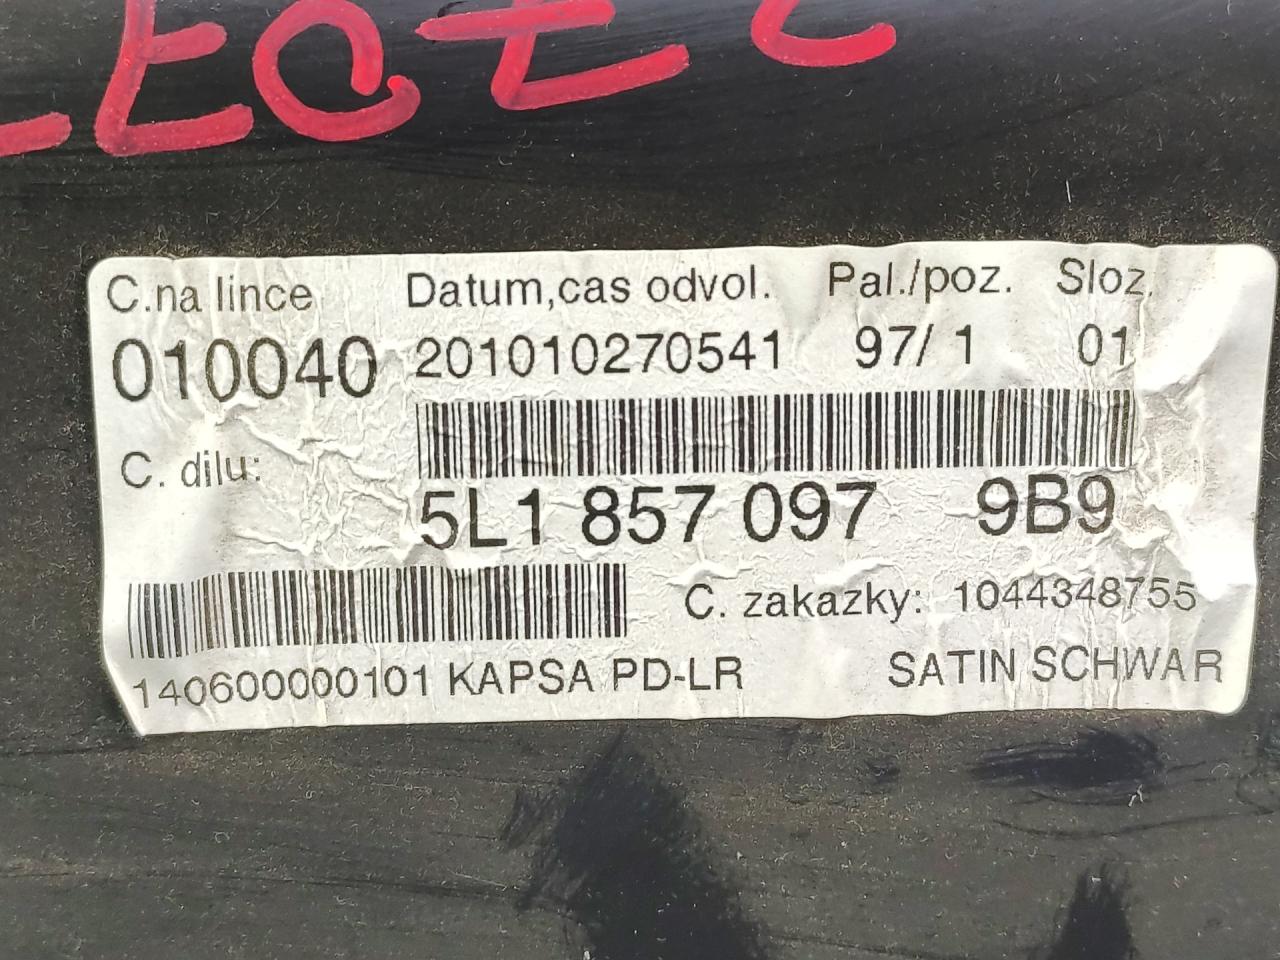 C.na lince Datum,cas odvol. Pal./poz. Sloz.
010040 201010270541 97/ 1 01
C. dilu:
5L1 857 097 9B9
C. zakazky: 1044348755
140600000101 KAPSA PD-LR SATIN SCHWAR